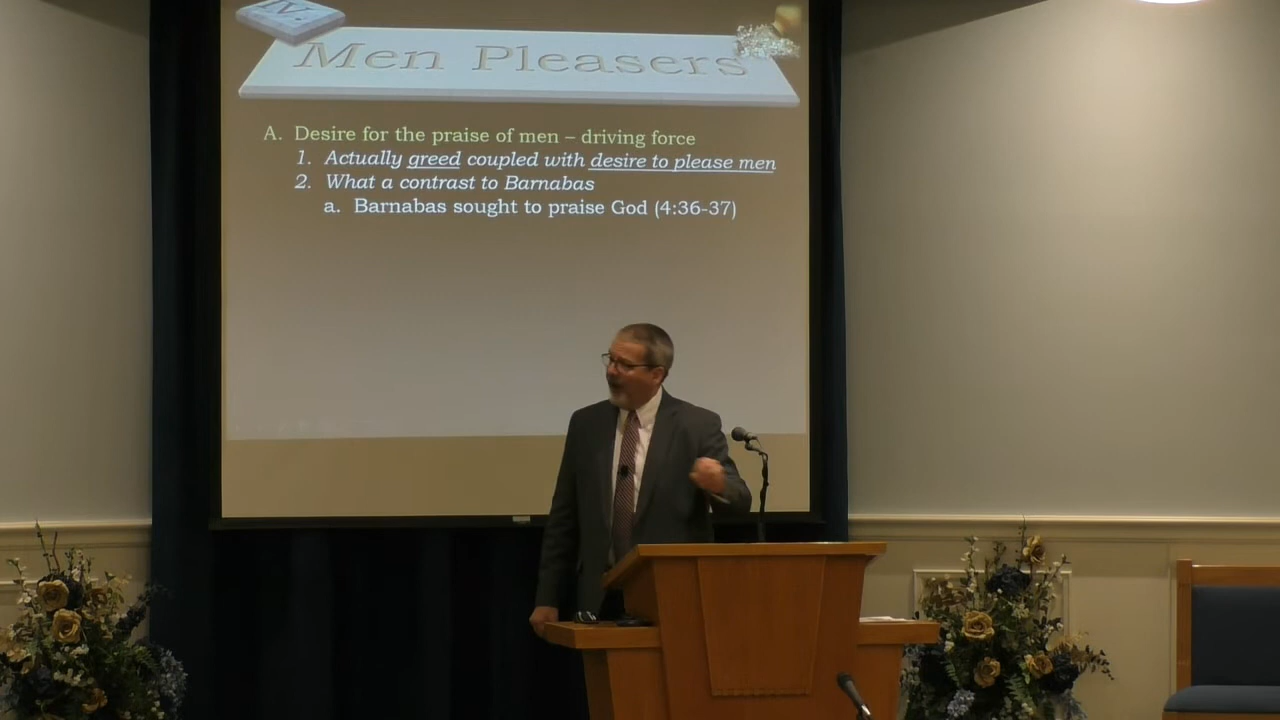 IV.
Men Pleasers
A. Desire for the praise of men – driving force
1. Actually greed coupled with desire to please men
2. What a contrast to Barnabas
a. Barnabas sought to praise God (4:36-37)